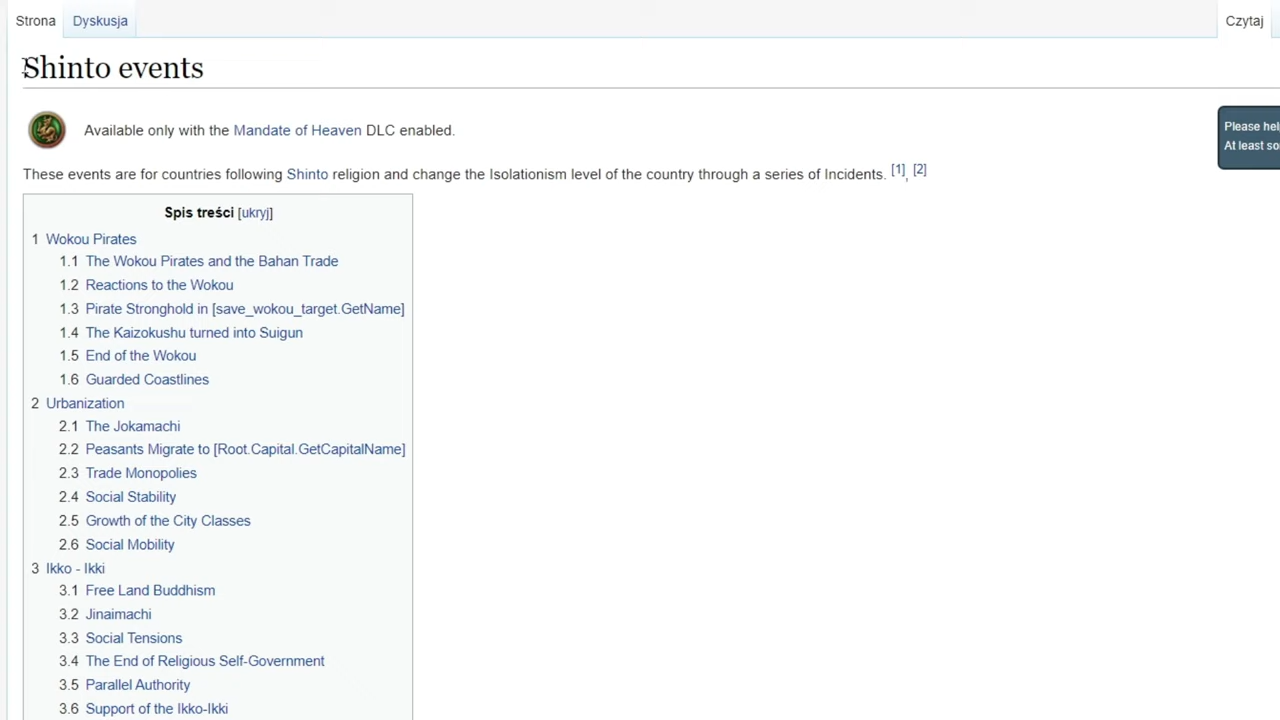 Strona Dyskusja Czytaj
Shinto events
Available only with the Mandate of Heaven DLC enabled.
Please hel
At least so
These events are for countries following Shinto religion and change the Isolationism level of the country through a series of Incidents. [1], [2]
Spis treści [ukryj]
1 Wokou Pirates
1.1 The Wokou Pirates and the Bahan Trade
1.2 Reactions to the Wokou
1.3 Pirate Stronghold in [save_wokou_target.GetName]
1.4 The Kaizokushu turned into Suigun
1.5 End of the Wokou
1.6 Guarded Coastlines
2 Urbanization
2.1 The Jokamachi
2.2 Peasants Migrate to [Root.Capital.GetCapitalName]
2.3 Trade Monopolies
2.4 Social Stability
2.5 Growth of the City Classes
2.6 Social Mobility
3 Ikko - Ikki
3.1 Free Land Buddhism
3.2 Jinaimachi
3.3 Social Tensions
3.4 The End of Religious Self-Government
3.5 Parallel Authority
3.6 Support of the Ikko-Ikki